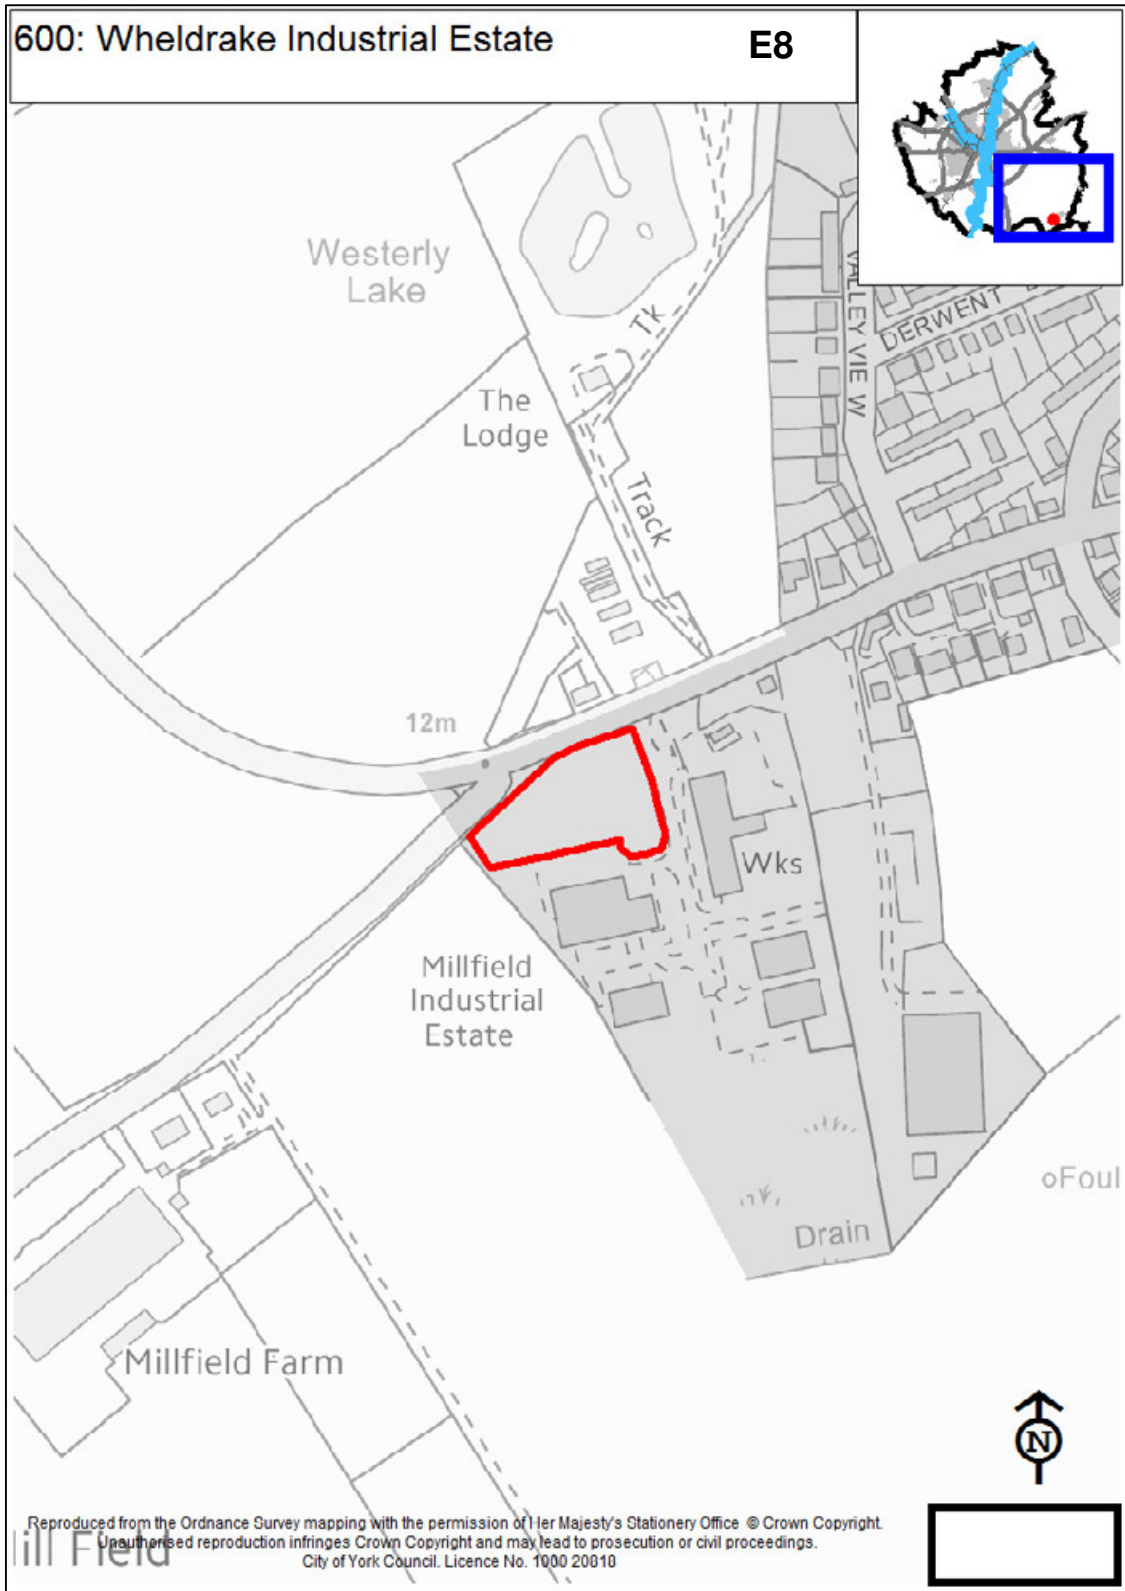 600: Wheldrake Industrial Estate
E8
Westerly
Lake
T'k
The
Lodge
Track
VALLEY VIEW
DERWENT
12m
Wks
Millfield
Industrial
Estate
oFoul
Drain
Millfield Farm
N
Reproduced from the Ordnance Survey mapping with the permission of Her Majesty's Stationery Office © Crown Copyright.
Unauthorised reproduction infringes Crown Copyright and may lead to prosecution or civil proceedings.
City of York Council. Licence No. 1000 20818
Field